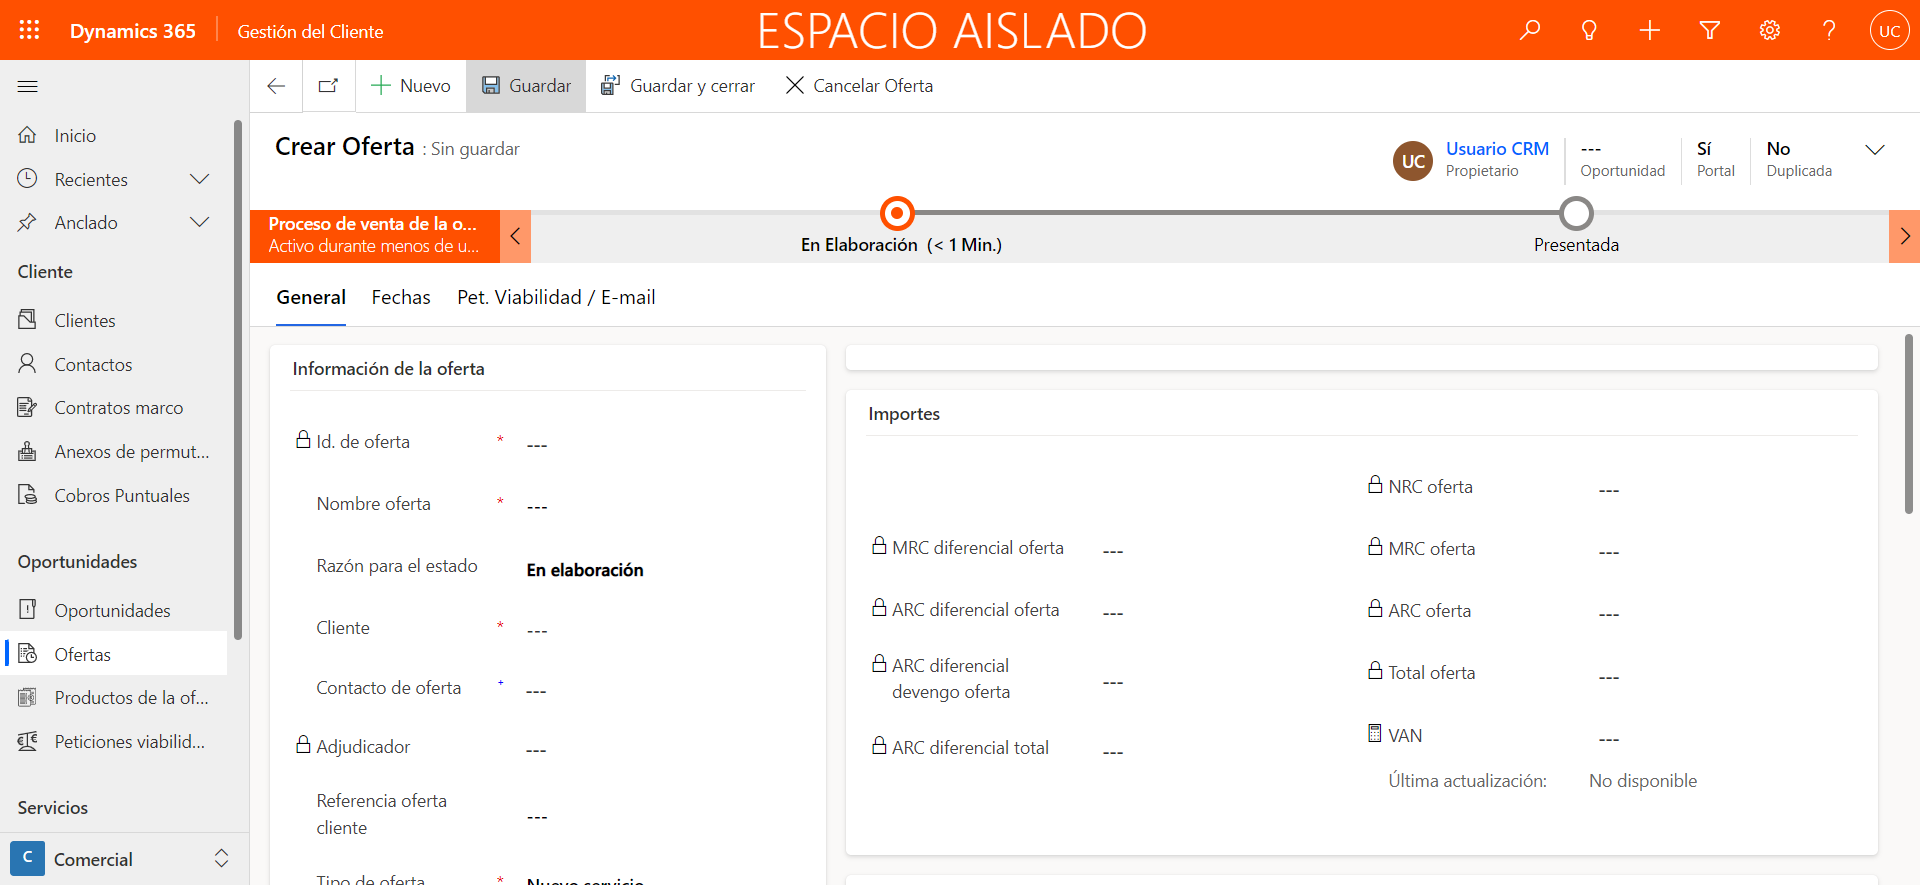 Dynamics 365
Gestión del Cliente
ESPACIO AISLADO
UC
Nuevo
Guardar
Guardar y cerrar
Cancelar Oferta
Inicio
Recientes
Anclado
Cliente
Clientes
Contactos
Contratos marco
Anexos de permut...
Cobros Puntuales
Oportunidades
Oportunidades
Ofertas
Productos de la of...
Peticiones viabilid...
Servicios
C
Comercial
Crear Oferta : Sin guardar
UC
Usuario CRM
Propietario
---
Oportunidad
Sí
Portal
No
Duplicada
Proceso de venta de la o...
Activo durante menos de u...
En Elaboración (< 1 Min.)
Presentada
General
Fechas
Pet. Viabilidad / E-mail
Información de la oferta
Id. de oferta * ---
Nombre oferta * ---
Razón para el estado En elaboración
Cliente * ---
Contacto de oferta + ---
Adjudicador ---
Referencia oferta
cliente ---
Tipo de oferta * Nuevo servicio
Importes
MRC diferencial oferta ---
ARC diferencial oferta ---
ARC diferencial
devengo oferta ---
ARC diferencial total ---
NRC oferta ---
MRC oferta ---
ARC oferta ---
Total oferta ---
VAN ---
Última actualización: No disponible